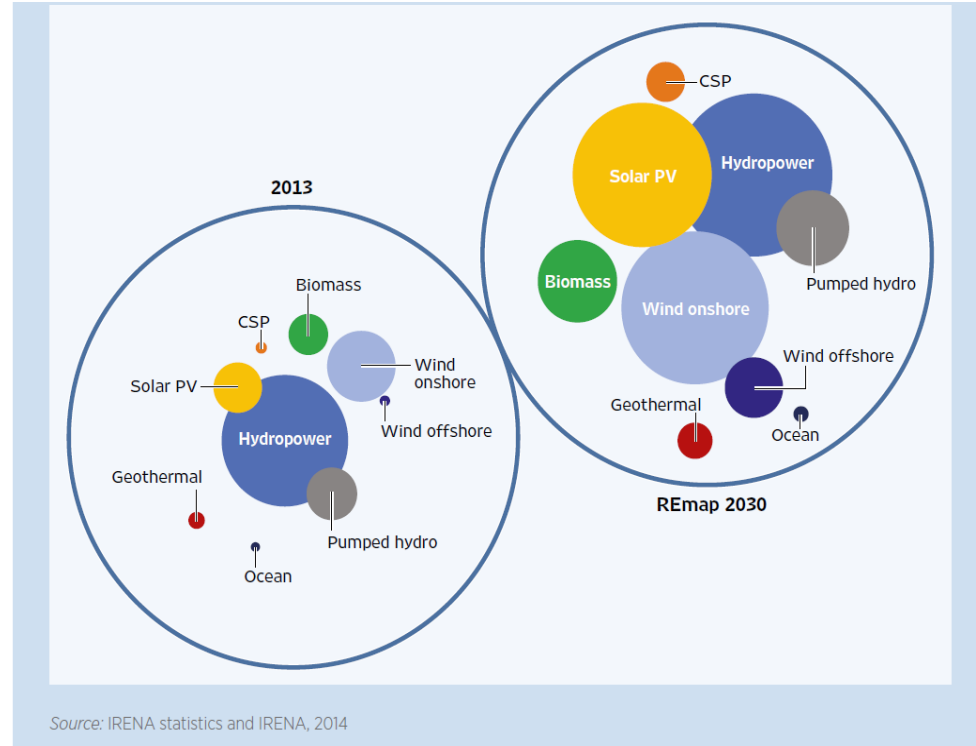 2013
Biomass
CSP
Wind
onshore
Solar PV
Wind offshore
Hydropower
Geothermal
Pumped hydro
Ocean
CSP
Hydropower
Solar PV
Biomass
Pumped hydro
Wind onshore
Wind offshore
Geothermal
Ocean
REmap 2030
Source: IRENA statistics and IRENA, 2014